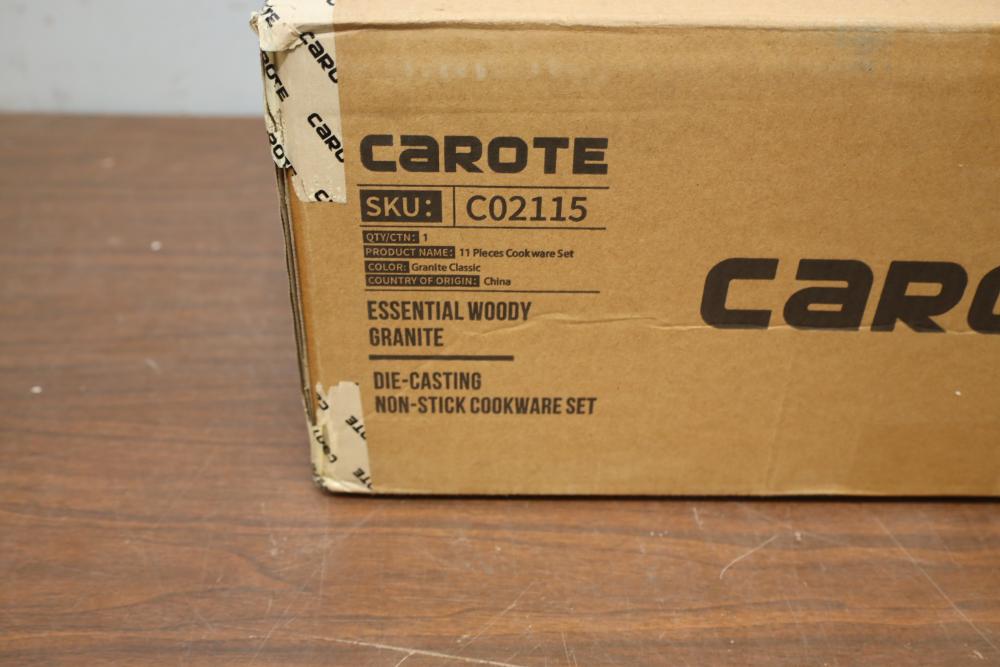 CAROTE
SKU: C02115
QTY/CTN: 1
PRODUCT NAME: 11 Pieces Cookware Set
COLOR: Granite Classic
COUNTRY OF ORIGIN: China
ESSENTIAL WOODY
GRANITE
DIE-CASTING
NON-STICK COOKWARE SET
CARO